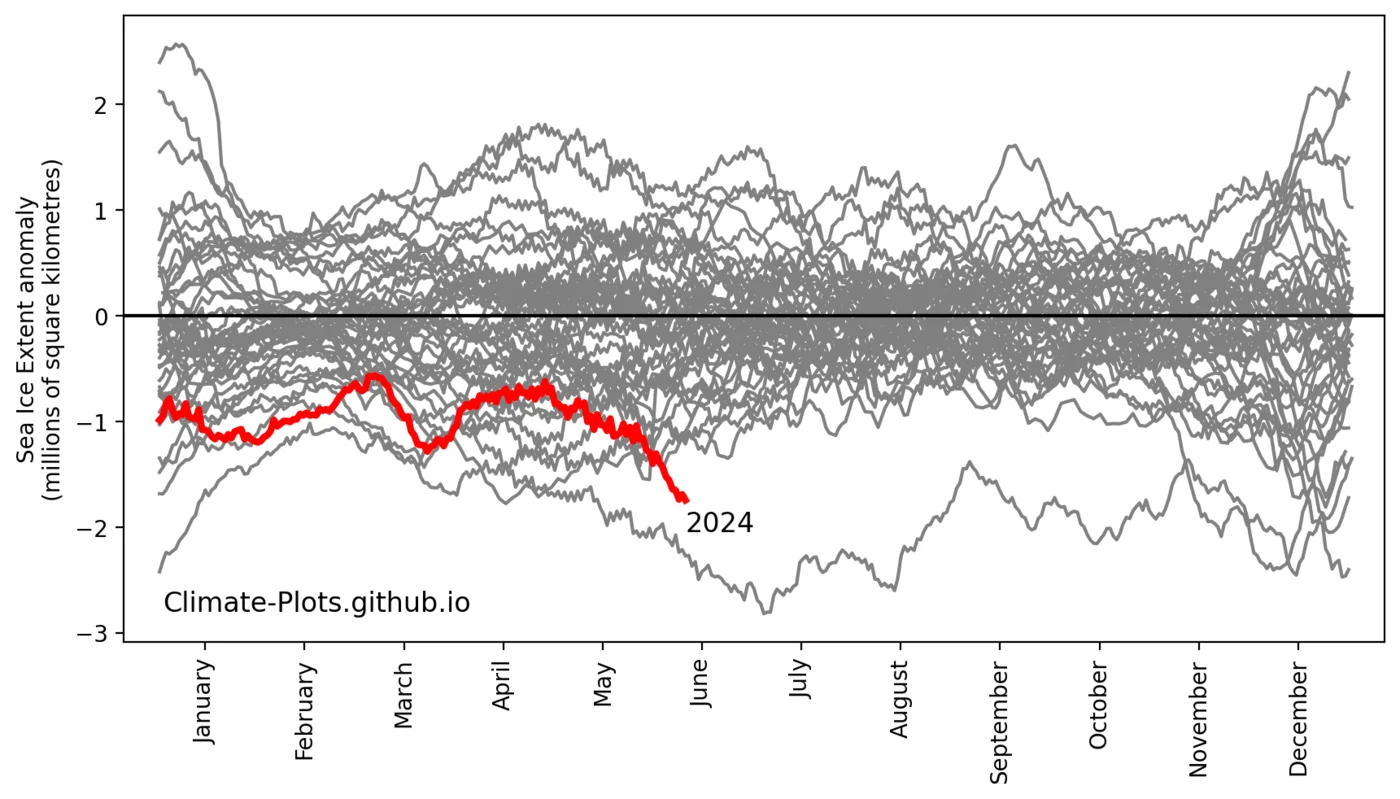 Sea Ice Extent anomaly
(millions of square kilometres)
2
1
0
−1
−2
−3
2024
Climate-Plots.github.io
January
February
March
April
May
June
July
August
September
October
November
December